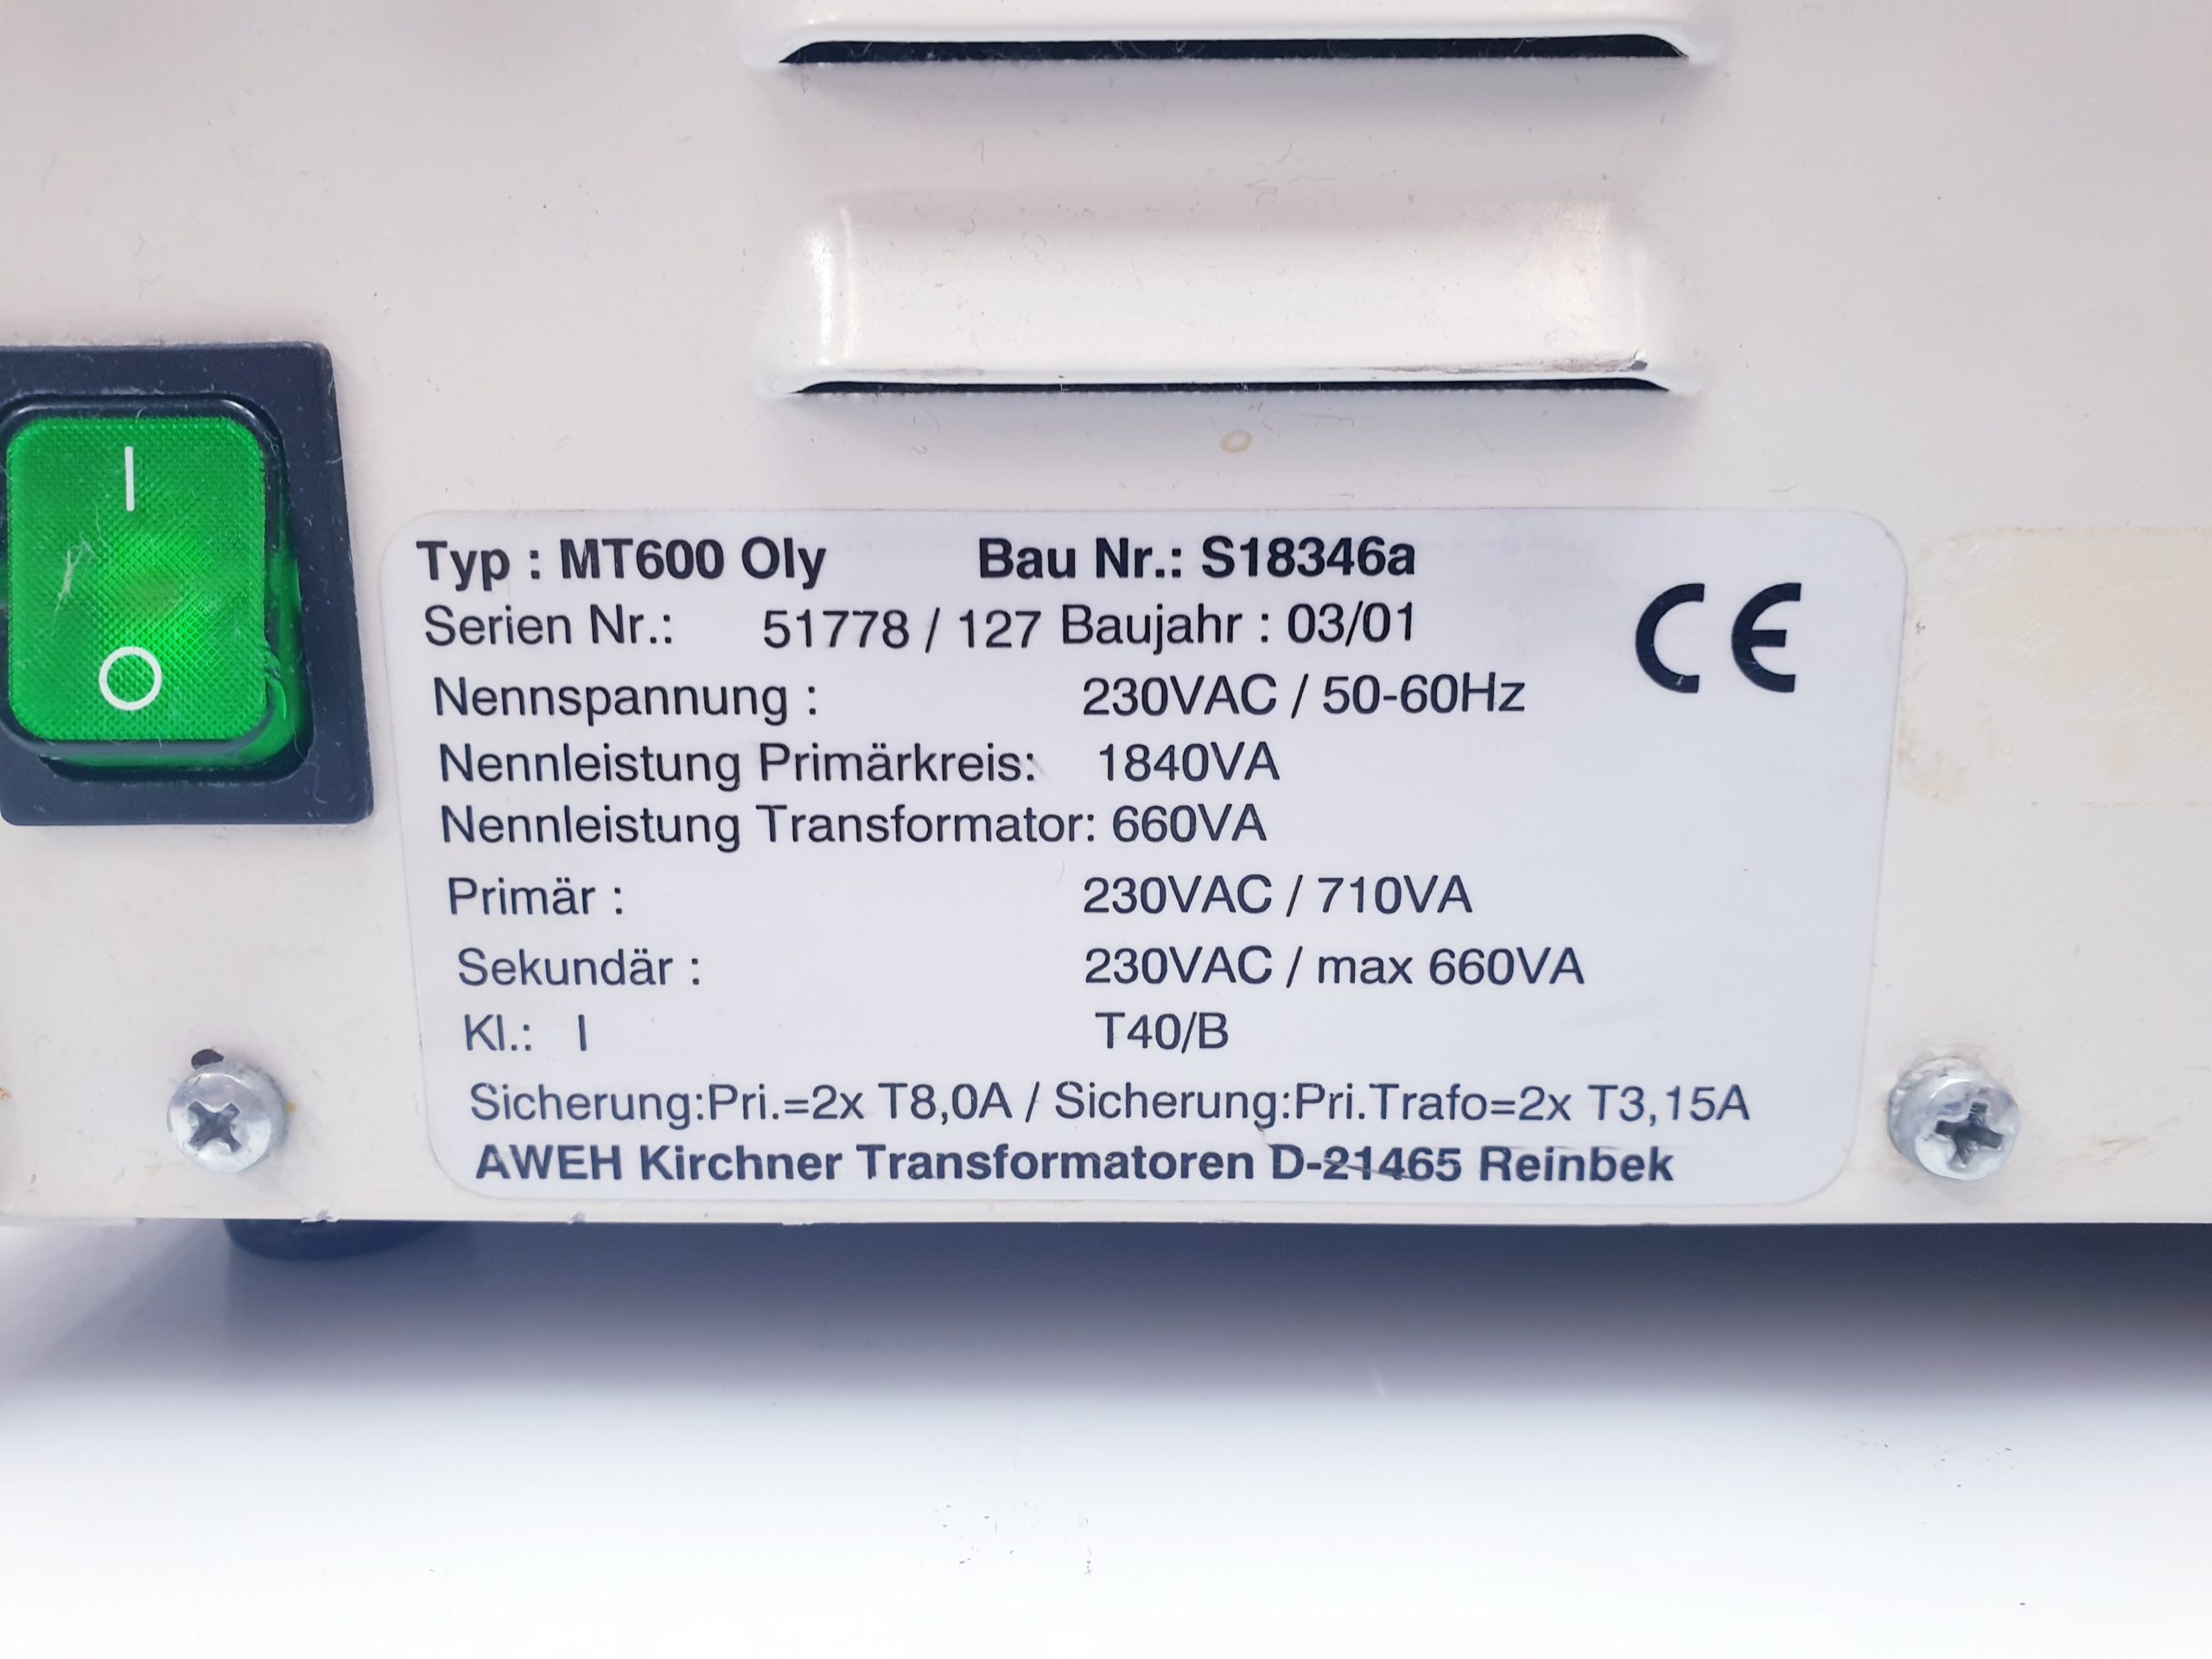 I
O
Typ : MT600 Oly Bau Nr.: S18346a
Serien Nr.: 51778 / 127 Baujahr : 03/01
CE
Nennspannung : 230VAC / 50-60Hz
Nennleistung Primärkreis: 1840VA
Nennleistung Transformator: 660VA
Primär : 230VAC / 710VA
Sekundär : 230VAC / max 660VA
Kl.: I T40/B
Sicherung:Pri.=2x T8,0A / Sicherung:Pri.Trafo=2x T3,15A
AWEH Kirchner Transformatoren D-21465 Reinbek